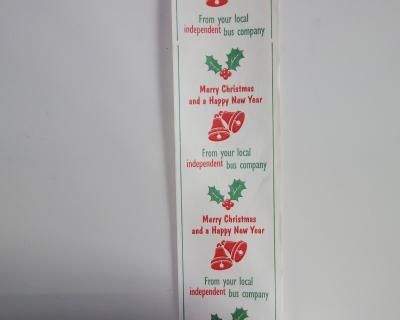 From your local
independent bus company
Merry Christmas
and a Happy New Year
From your local
independent bus company
Merry Christmas
and a Happy New Year
From your local
independent bus company